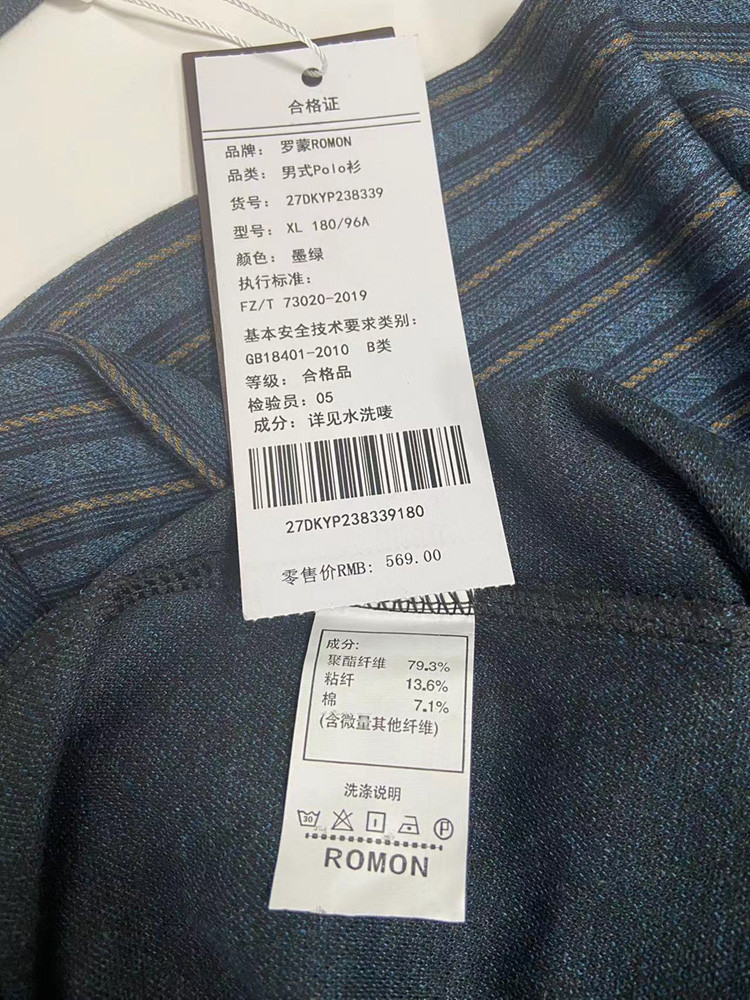 合格证
品牌： 罗蒙ROMON
品类： 男式Polo衫
货号： 27DKYP238339
型号： XL 180/96A
颜色： 墨绿
执行标准：
FZ/T 73020-2019
基本安全技术要求类别：
GB18401-2010 B类
等级： 合格品
检验员：05
成分：详见水洗唛
27DKYP238339180
零售价RMB: 569.00
成分:
聚酯纤维 79.3%
粘纤 13.6%
棉 7.1%
(含微量其他纤维)
洗涤说明
30 P
ROMON